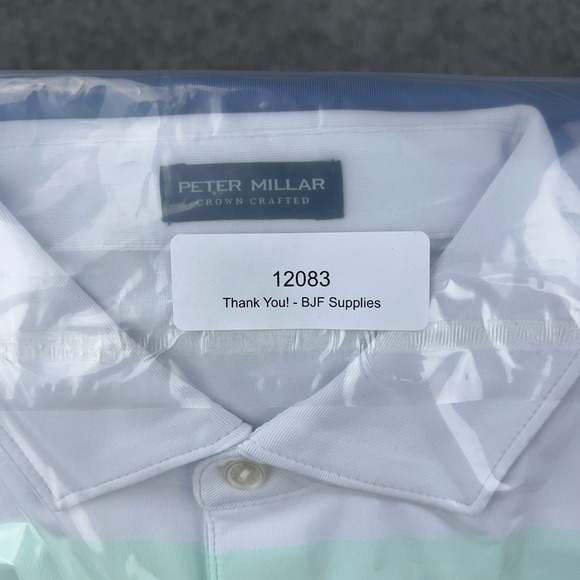 PETER MILLAR
CROWN CRAFTED
12083
Thank You! - BJF Supplies